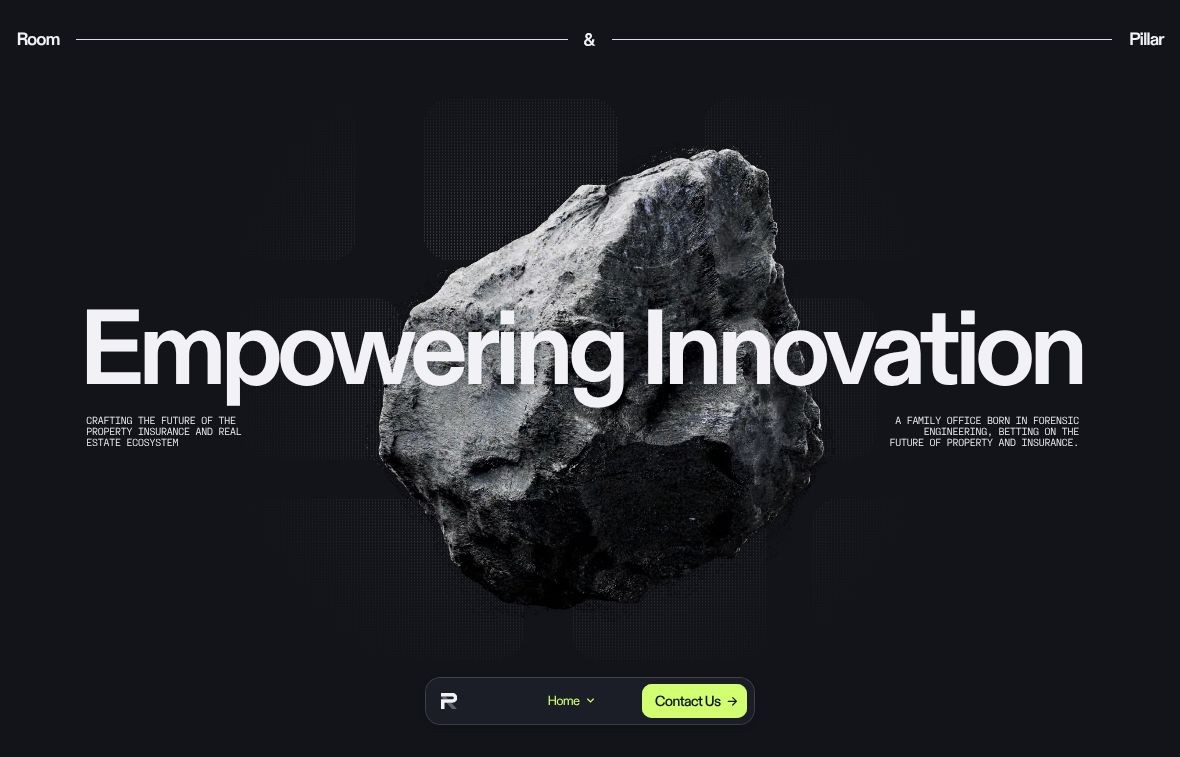 Room & Pillar
Empowering Innovation
CRAFTING THE FUTURE OF THE
PROPERTY INSURANCE AND REAL
ESTATE ECOSYSTEM
A FAMILY OFFICE BORN IN FORENSIC
ENGINEERING, BETTING ON THE
FUTURE OF PROPERTY AND INSURANCE.
R Home Contact Us →